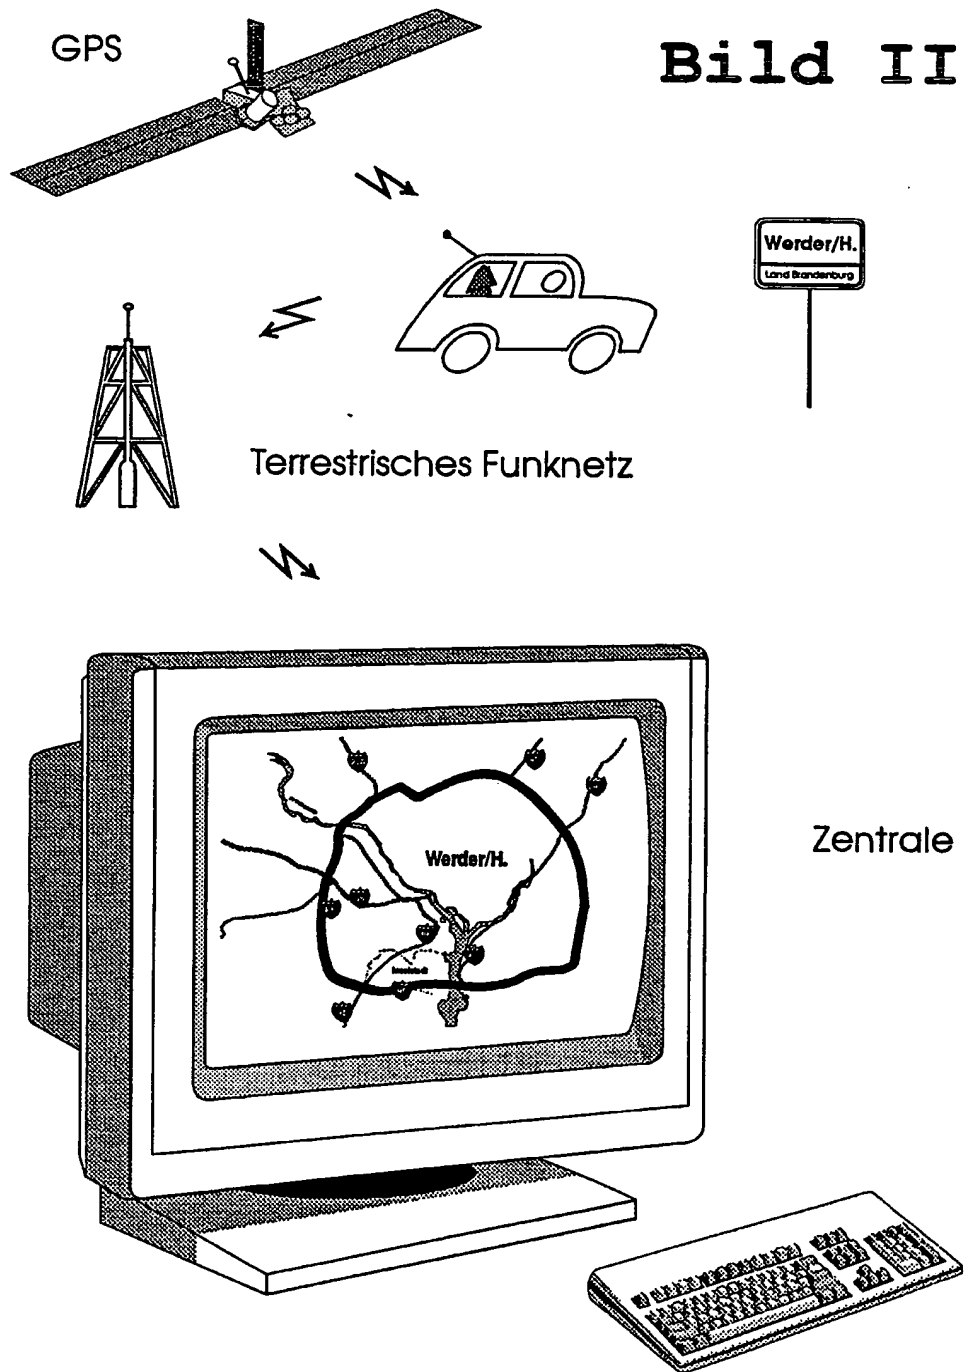 GPS
Bild II
Werder/H.
Land Brandenburg
Terrestrisches Funknetz
Zentrale
Werder/H.